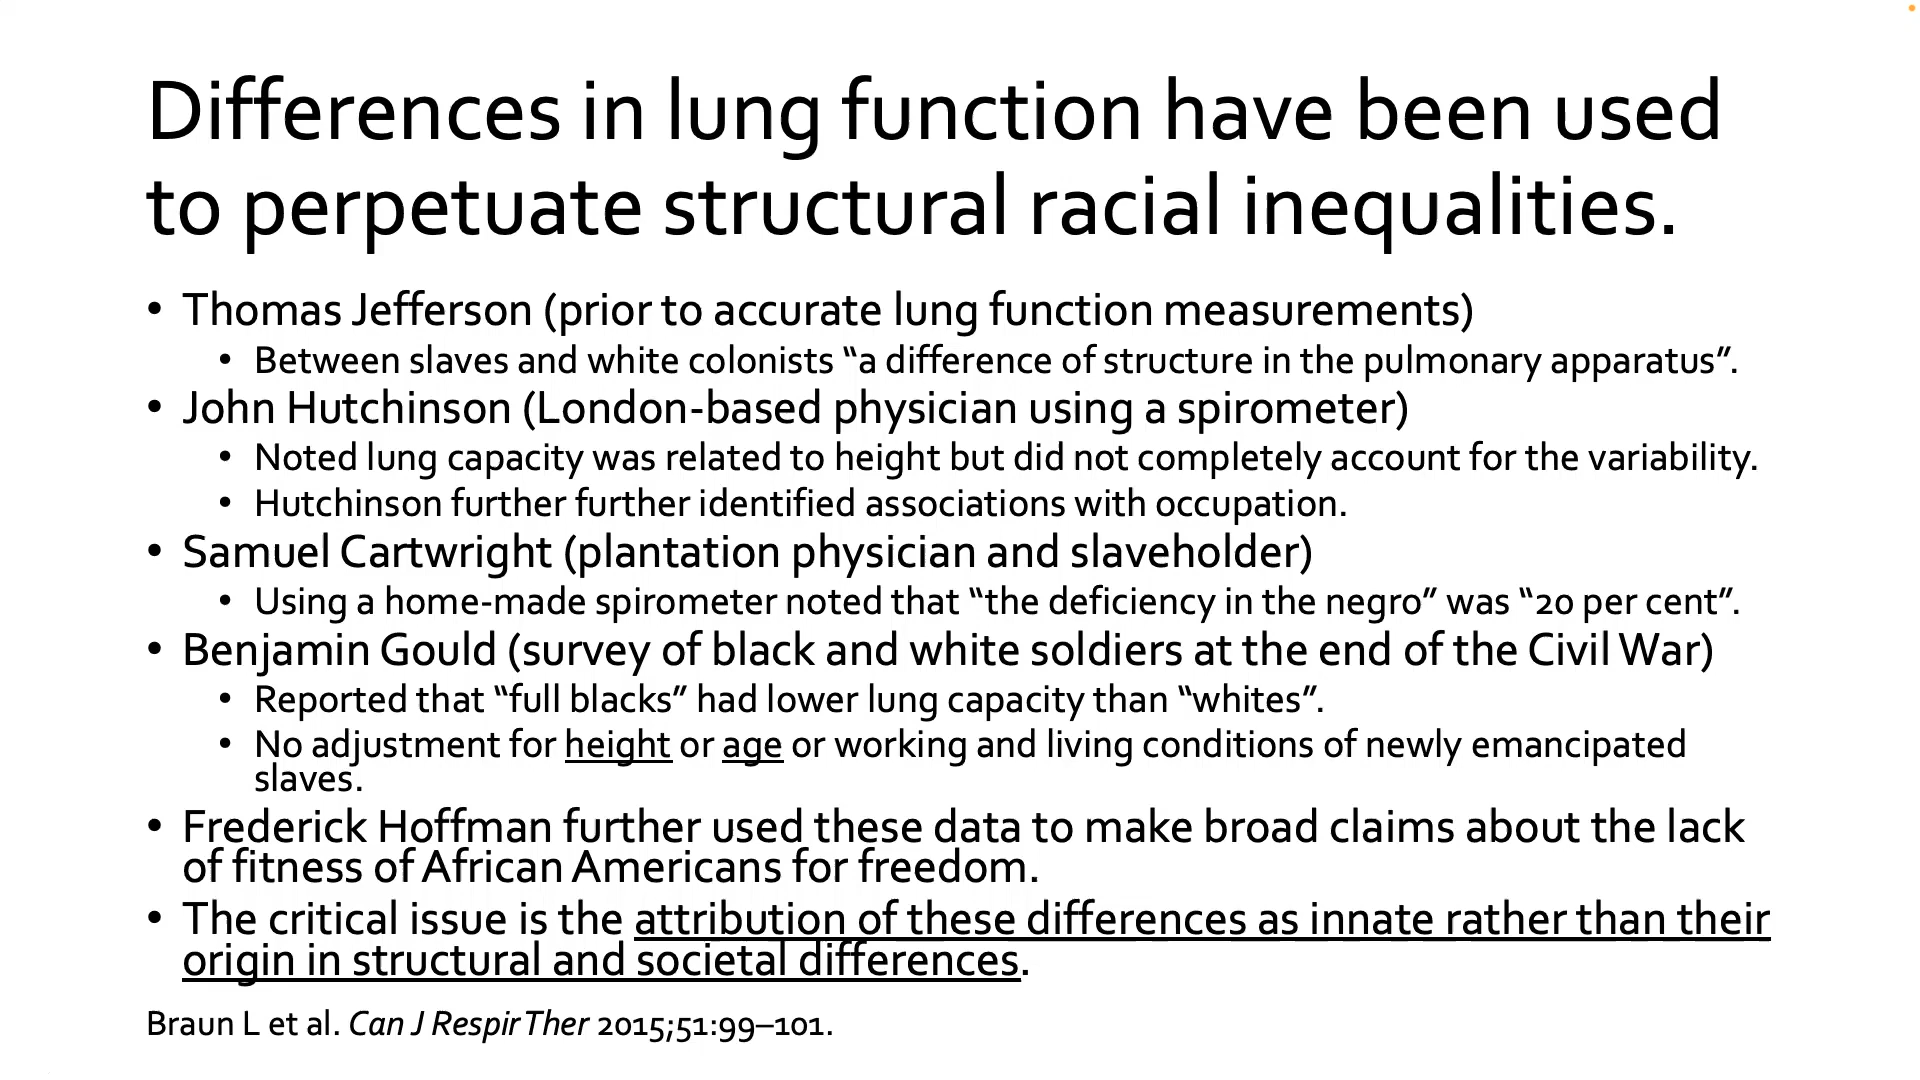 Differences in lung function have been used
to perpetuate structural racial inequalities.
• Thomas Jefferson (prior to accurate lung function measurements)
• Between slaves and white colonists “a difference of structure in the pulmonary apparatus”.
• John Hutchinson (London-based physician using a spirometer)
• Noted lung capacity was related to height but did not completely account for the variability.
• Hutchinson further further identified associations with occupation.
• Samuel Cartwright (plantation physician and slaveholder)
• Using a home-made spirometer noted that “the deficiency in the negro” was “20 per cent”.
• Benjamin Gould (survey of black and white soldiers at the end of the Civil War)
• Reported that “full blacks” had lower lung capacity than “whites”.
• No adjustment for height or age or working and living conditions of newly emancipated
slaves.
• Frederick Hoffman further used these data to make broad claims about the lack
of fitness of African Americans for freedom.
• The critical issue is the attribution of these differences as innate rather than their
origin in structural and societal differences.
Braun L et al. Can J Respir Ther 2015;51:99–101.